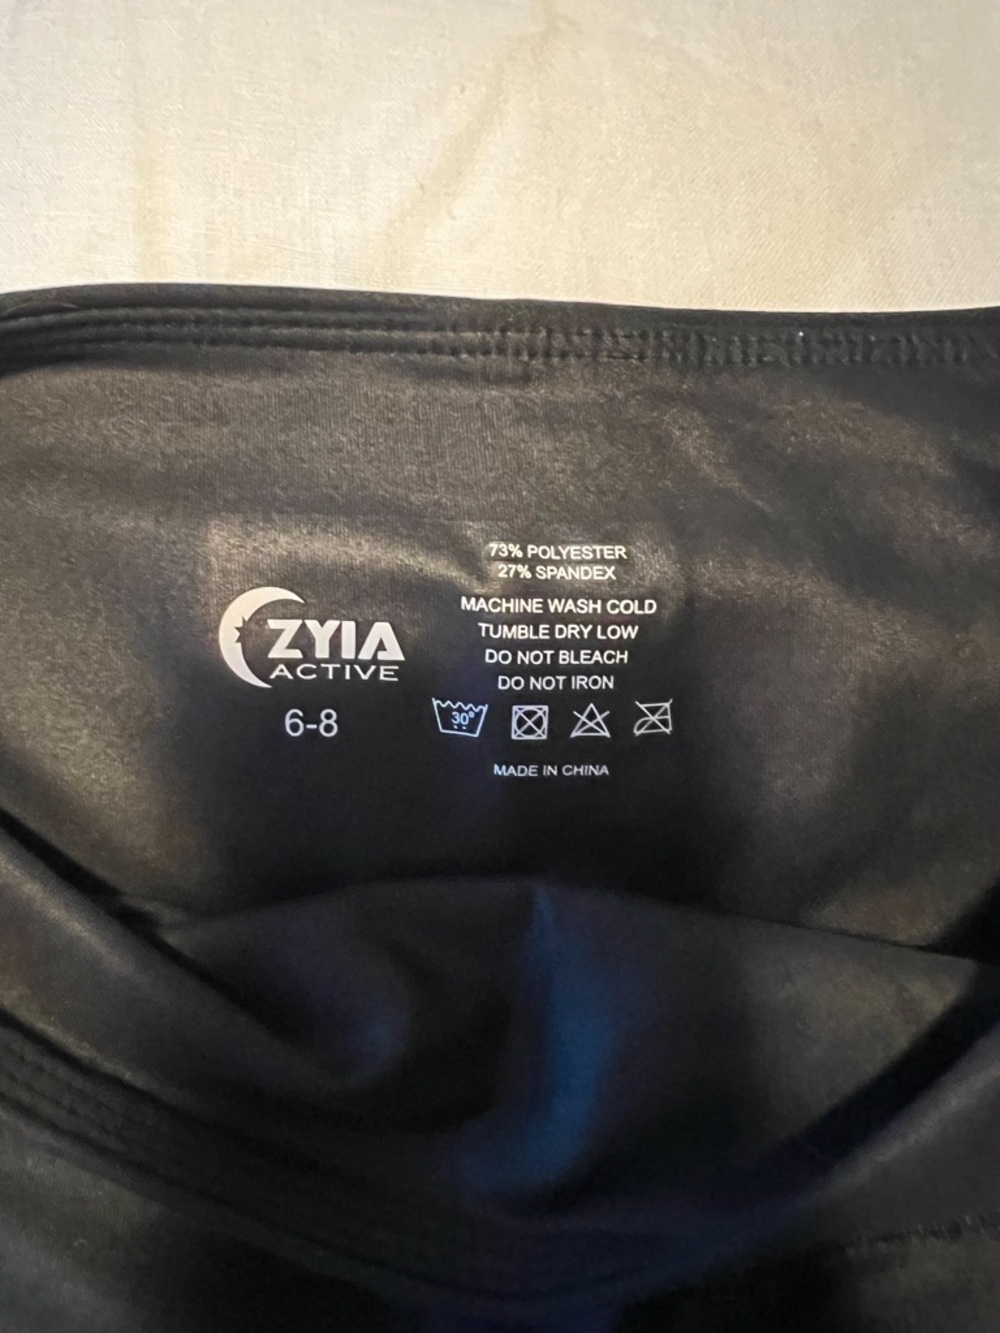 ZYIA
ACTIVE
6-8
73% POLYESTER
27% SPANDEX
MACHINE WASH COLD
TUMBLE DRY LOW
DO NOT BLEACH
DO NOT IRON
30°
MADE IN CHINA